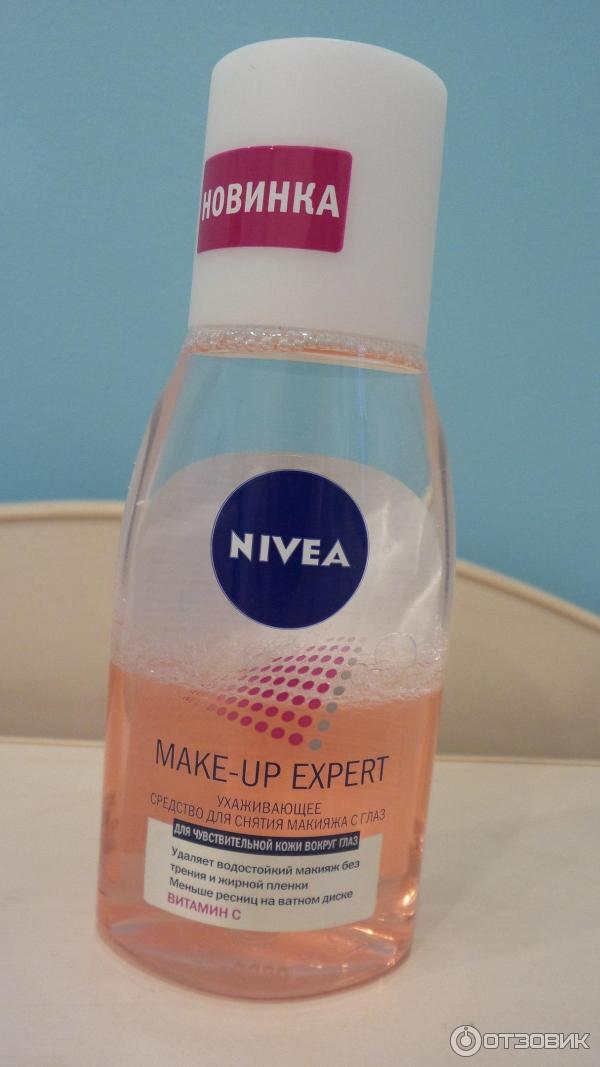 НОВИНКА
NIVEA
MAKE-UP EXPERT
УХАЖИВАЮЩЕЕ
СРЕДСТВО ДЛЯ СНЯТИЯ МАКИЯЖА С ГЛАЗ
ДЛЯ ЧУВСТВИТЕЛЬНОЙ КОЖИ ВОКРУГ ГЛАЗ
Удаляет водостойкий макияж без
трения и жирной пленки
Меньше ресниц на ватном диске
ВИТАМИН С
ОТЗОВИК